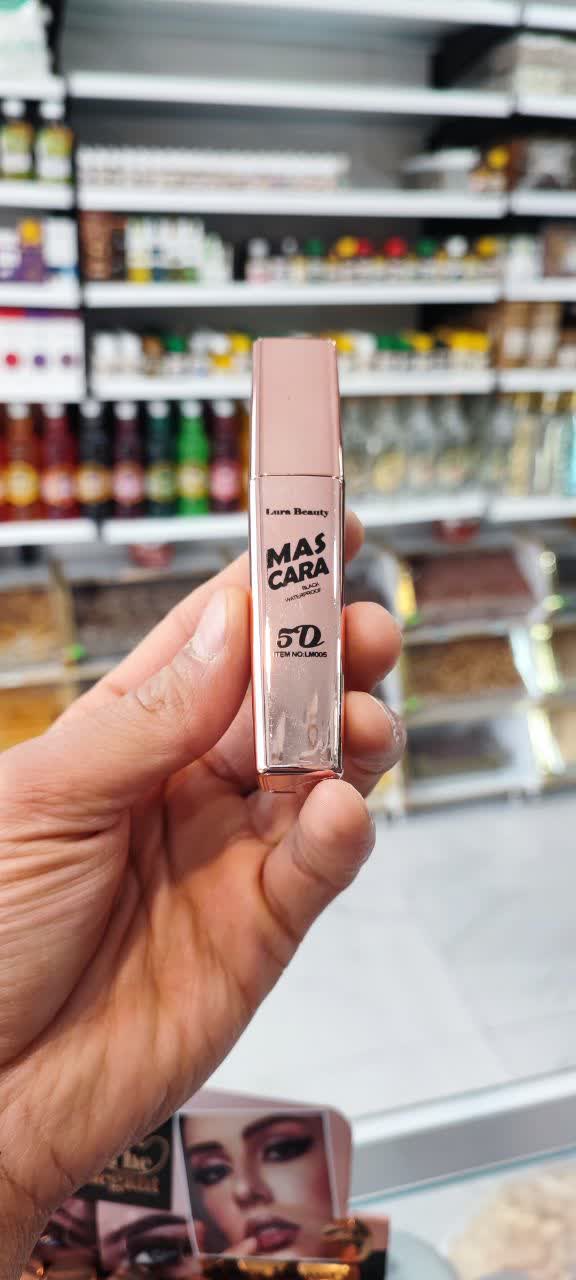 Lura Beauty
MAS
CARA
BLACK
WATERPROOF
5D
ITEM NO:LM005